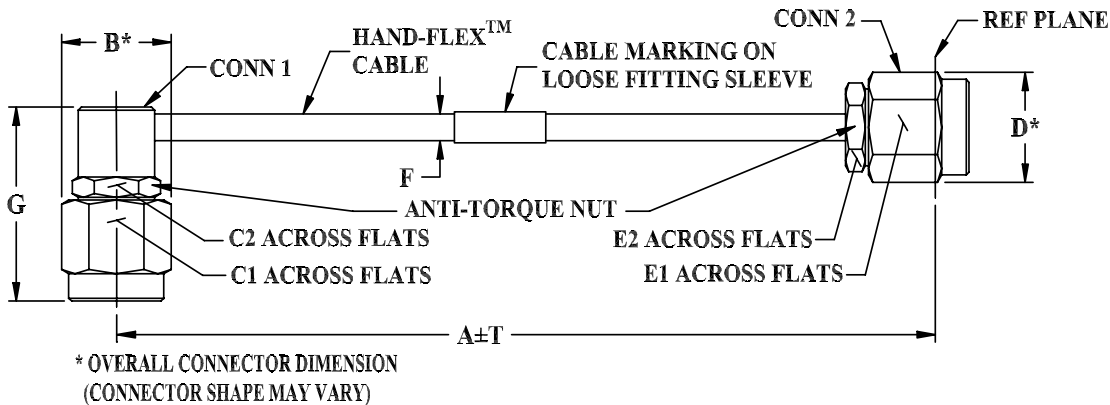 B*
CONN 1
HAND-FLEX™
CABLE
CABLE MARKING ON
LOOSE FITTING SLEEVE
CONN 2
REF PLANE
D*
F
G
ANTI-TORQUE NUT
C2 ACROSS FLATS
C1 ACROSS FLATS
E2 ACROSS FLATS
E1 ACROSS FLATS
A±T
* OVERALL CONNECTOR DIMENSION
(CONNECTOR SHAPE MAY VARY)